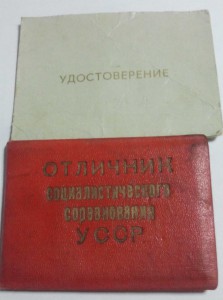 УДОСТОВЕРЕНИЕ
ОТЛИЧНИК
социалистического
соревнования
УССР